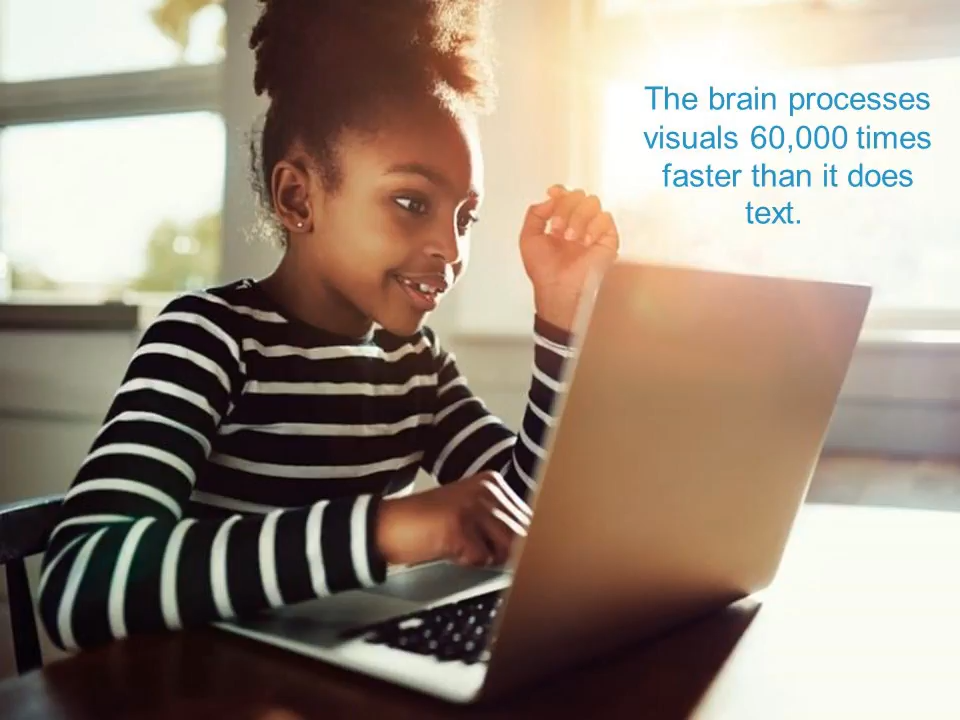 The brain processes
visuals 60,000 times
faster than it does
text.